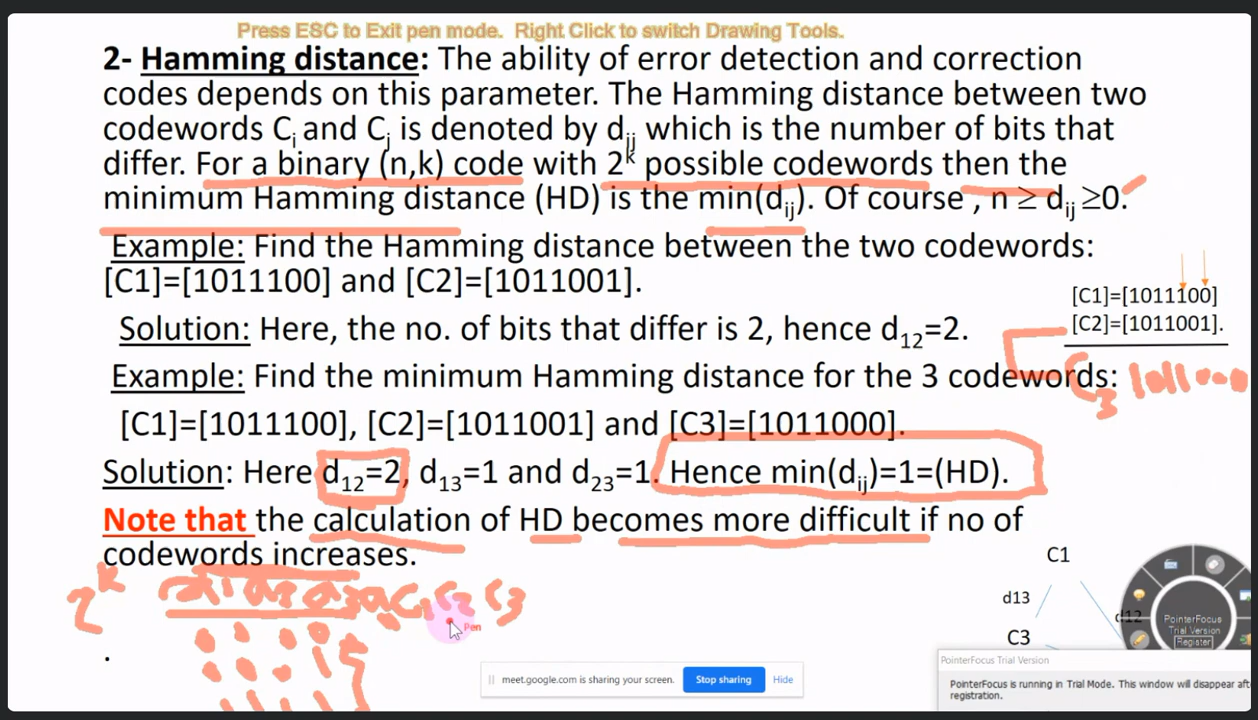 Press ESC to Exit pen mode. Right Click to switch Drawing Tools.
2- Hamming distance: The ability of error detection and correction
codes depends on this parameter. The Hamming distance between two
codewords Ci and Cj is denoted by dij which is the number of bits that
differ. For a binary (n,k) code with 2^k possible codewords then the
minimum Hamming distance (HD) is the min(dij). Of course , n ≥ dij ≥0.
Example: Find the Hamming distance between the two codewords:
[C1]=[1011100] and [C2]=[1011001].
[C1]=[1011100]
[C2]=[1011001].
Solution: Here, the no. of bits that differ is 2, hence d12=2.
Example: Find the minimum Hamming distance for the 3 codewords:
C3 1011000
[C1]=[1011100], [C2]=[1011001] and [C3]=[1011000].
Solution: Here d12=2, d13=1 and d23=1. Hence min(dij)=1=(HD).
Note that the calculation of HD becomes more difficult if no of
codewords increases.
2^k
C1
d13
d12
C3
.
Pen
PointerFocus
Trial Version
Register
meet.google.com is sharing your screen.
Stop sharing
Hide
PointerFocus Trial Version
PointerFocus is running in Trial Mode. This window will disappear
registration.